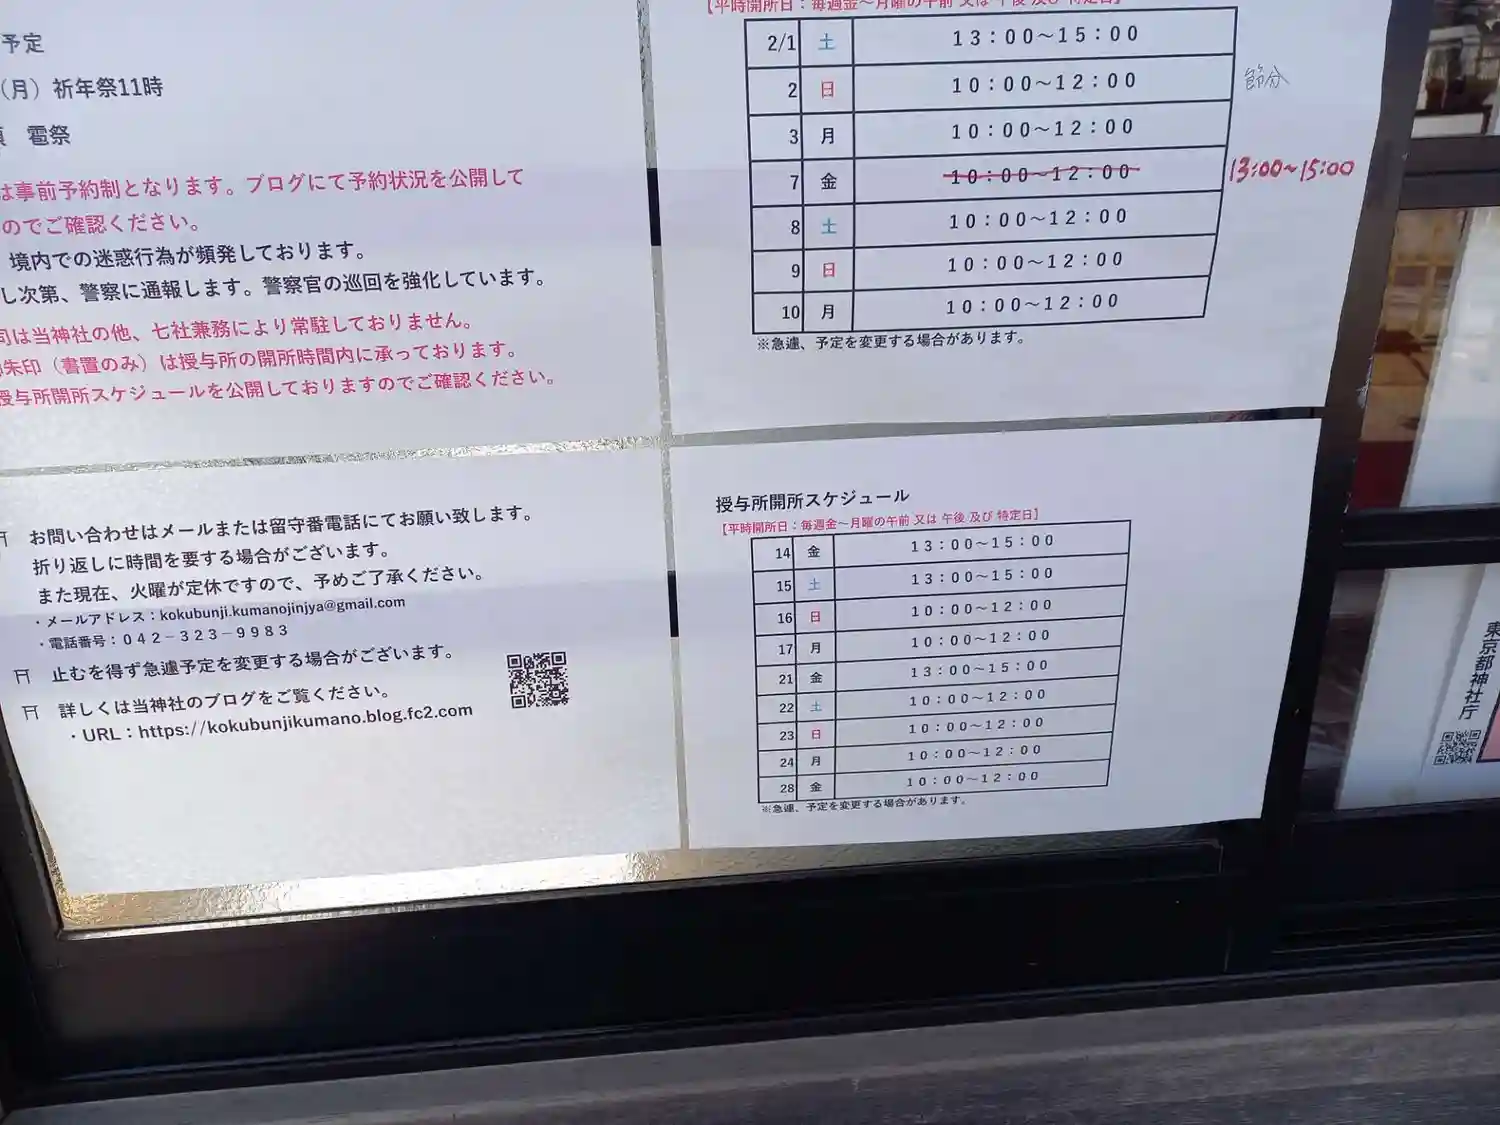 予定
（月）祈年祭11時
雹祭
は事前予約制となります。ブログにて予約状況を公開して
のでご確認ください。
境内での迷惑行為が頻発しております。
し次第、警察に通報します。警察官の巡回を強化しています。
司は当神社の他、七社兼務により常駐しておりません。
朱印（書置のみ）は授与所の開所時間内に承っております。
授与所開所スケジュールを公開しておりますのでご確認ください。
【平時開所日：毎週金～月曜の午前 又は 午後 及び 特定日】
2/1 土 13：00～15：00
2 日 10：00～12：00 節分
3 月 10：00～12：00
7 金 10：00～12：00 13:00~15:00
8 土 10：00～12：00
9 日 10：00～12：00
10 月 10：00～12：00
※急遽、予定を変更する場合があります。
お問い合わせはメールまたは留守番電話にてお願い致します。
折り返しに時間を要する場合がございます。
また現在、火曜が定休ですので、予めご了承ください。
・メールアドレス：kokubunji.kumanojinjya@gmail.com
・電話番号：０４２－３２３－９９８３
止むを得ず急遽予定を変更する場合がございます。
詳しくは当神社のブログをご覧ください。
・URL：https://kokubunjikumano.blog.fc2.com
授与所開所スケジュール
【平時開所日：毎週金～月曜の午前 又は 午後 及び 特定日】
14 金 13：00～15：00
15 土 13：00～15：00
16 日 10：00～12：00
17 月 10：00～12：00
21 金 13：00～15：00
22 土 10：00～12：00
23 日 10：00～12：00
24 月 10：00～12：00
28 金 10：00～12：00
※急遽、予定を変更する場合があります。
東京都神社庁